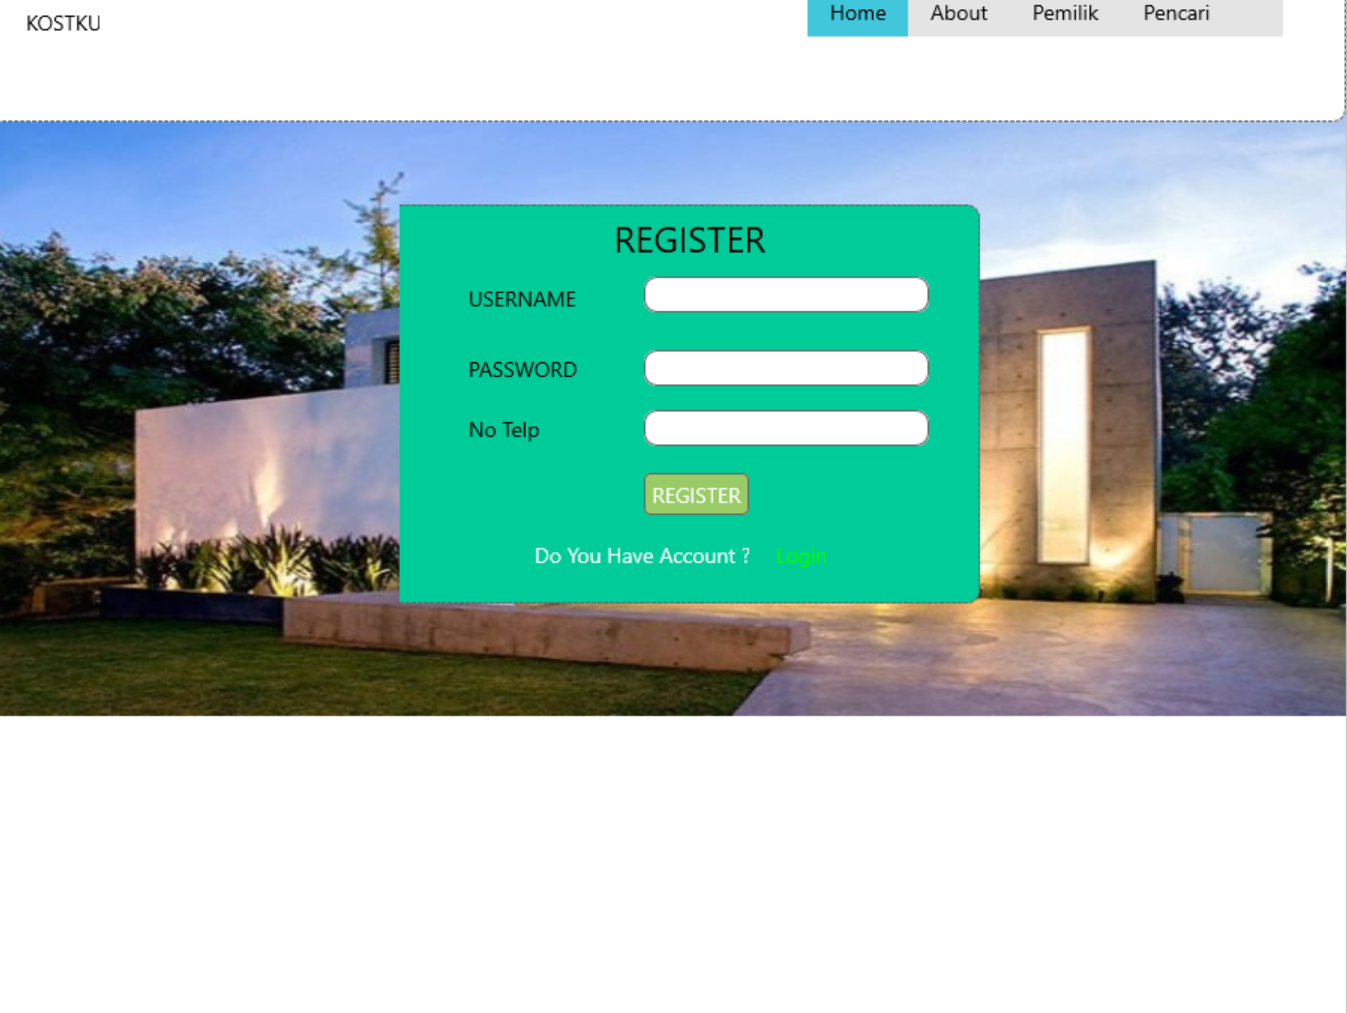 KOSTKU
Home About Pemilik Pencari
REGISTER
USERNAME
PASSWORD
No Telp
REGISTER
Do You Have Account ? Login